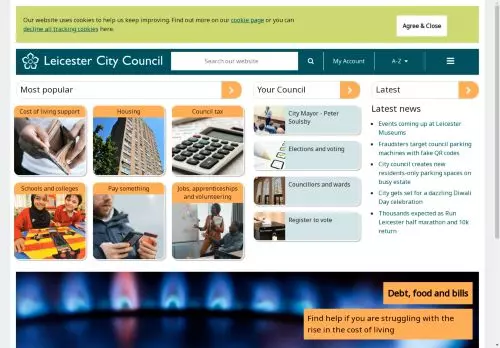 Our website uses cookies to help us keep improving. Find out more on our cookie page or you can
decline all tracking cookies here.
Agree & Close
Leicester City Council
Search our website
My Account
A-Z
Most popular
Your Council
Latest
Cost of living support
Housing
Council tax
Schools and colleges
Pay something
Jobs, apprenticeships
and volunteering
City Mayor - Peter
Soulsby
Elections and voting
Councillors and wards
Register to vote
Latest news
Events coming up at Leicester
Museums
Fraudsters target council parking
machines with fake QR codes
City council creates new
residents-only parking spaces on
busy estate
City gets set for a dazzling Diwali
Day celebration
Thousands expected as Run
Leicester half marathon and 10k
return
Debt, food and bills
Find help if you are struggling with the
rise in the cost of living